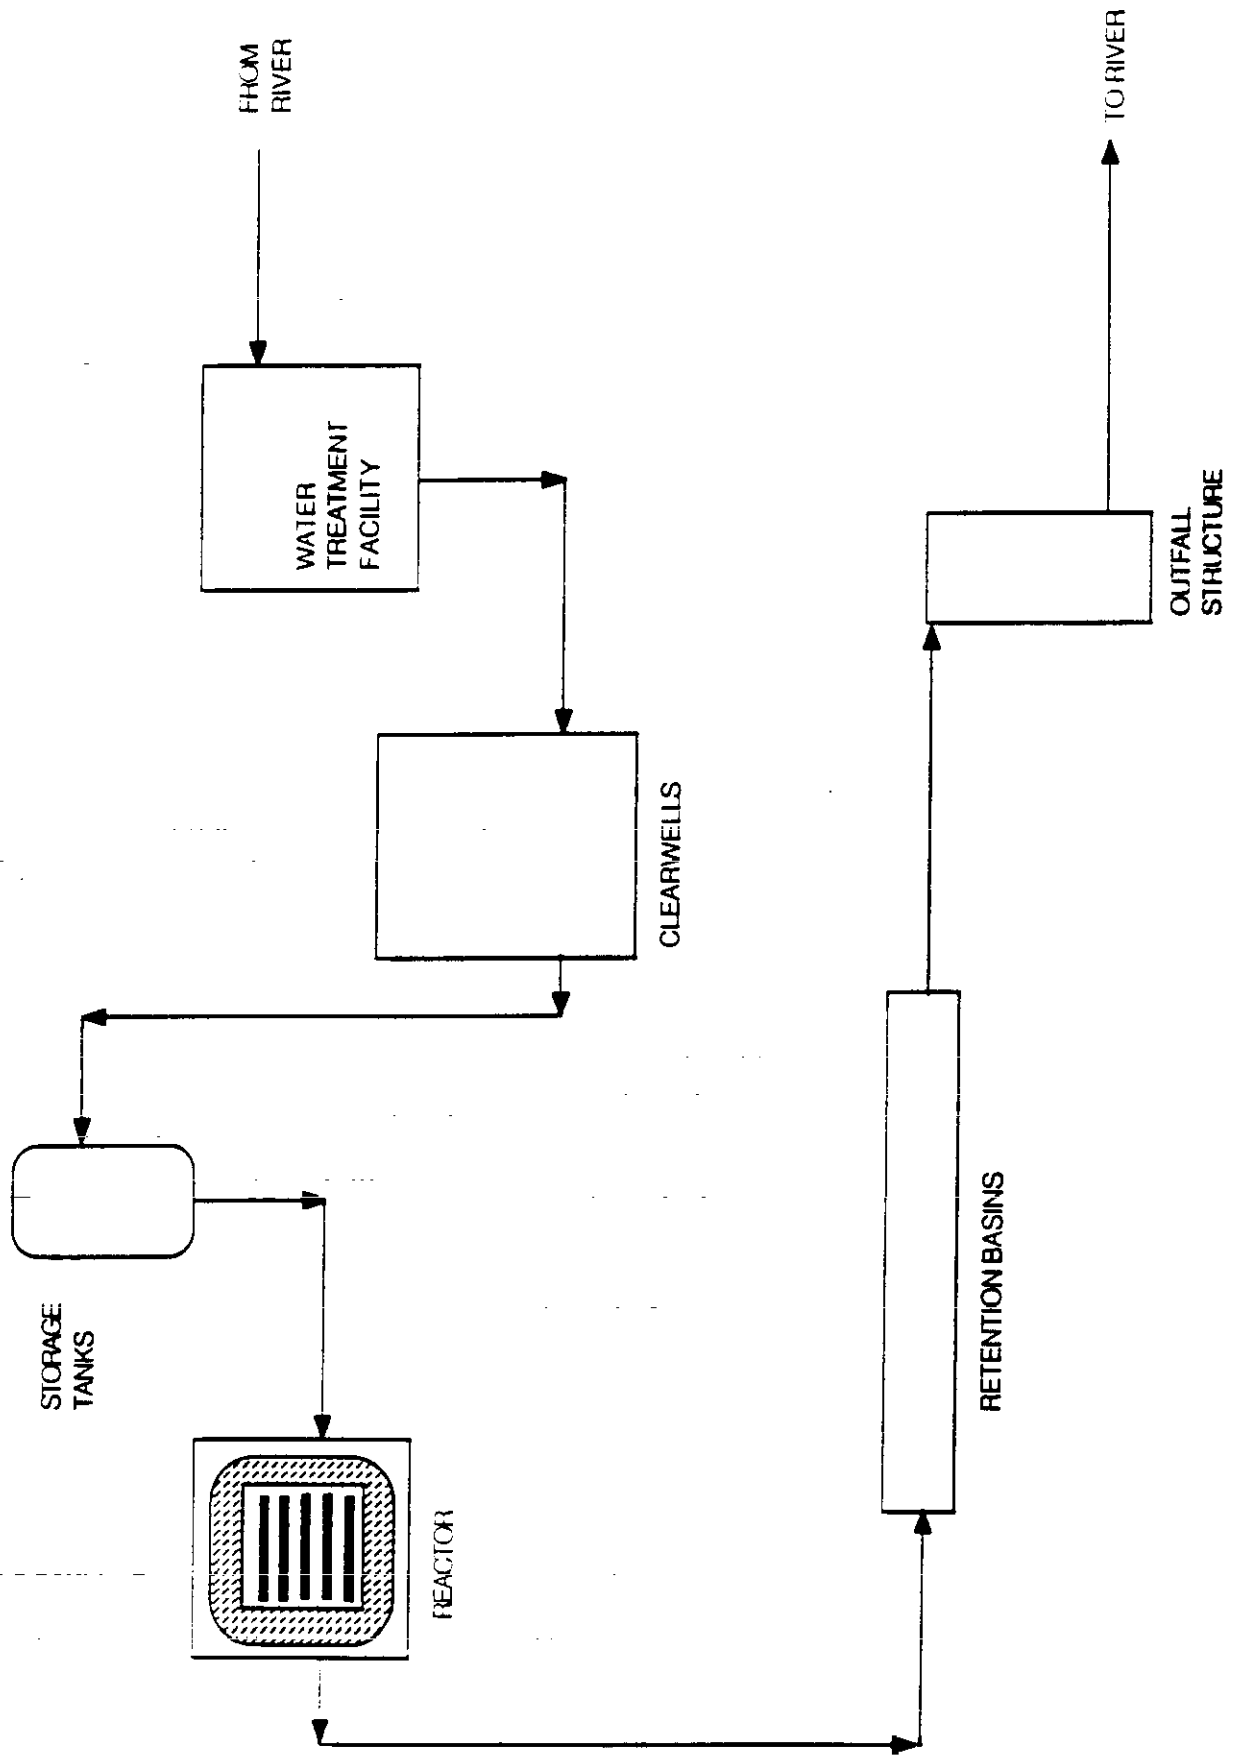 FROM
RIVER
WATER
TREATMENT
FACILITY
CLEARWELLS
STORAGE
TANKS
REACTOR
RETENTION BASINS
OUTFALL
STRUCTURE
TO RIVER